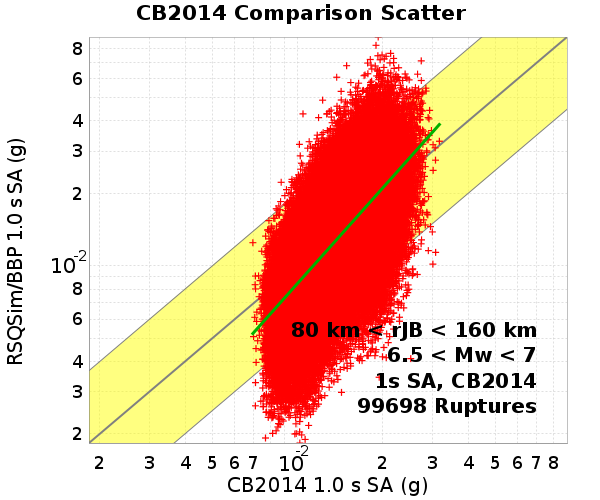 CB2014 Comparison Scatter
RSQSim/BBP 1.0 s SA (g)
8
6
4
3
2
10-2
8
6
4
3
2
80 km < rJB < 160 km
6.5 < Mw < 7
1s SA, CB2014
99698 Ruptures
2 3 4 5 6 7 10-2 2 3 4 5 6 7 8
CB2014 1.0 s SA (g)